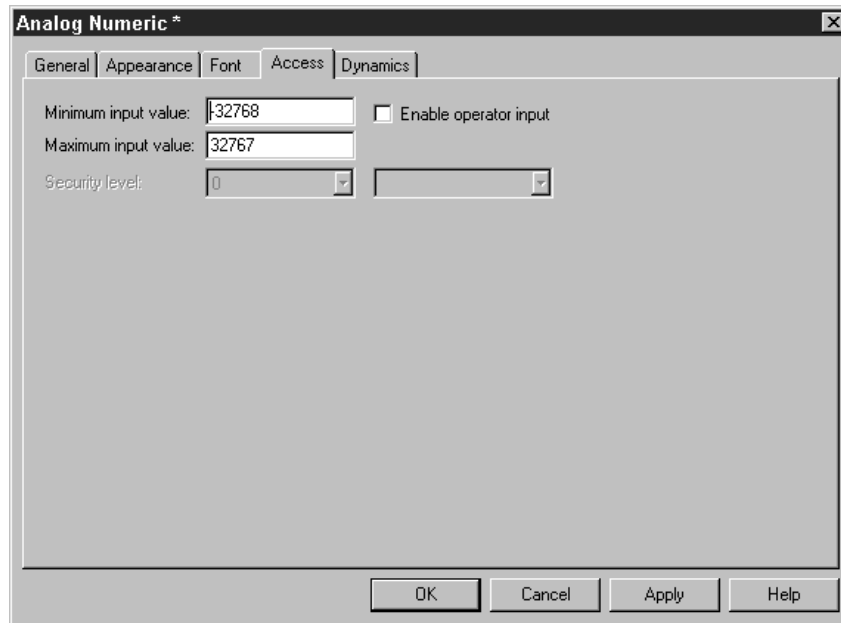 Analog Numeric *
General Appearance Font Access Dynamics
Minimum input value: -32768 Enable operator input
Maximum input value: 32767
Security level: 0
OK Cancel Apply Help